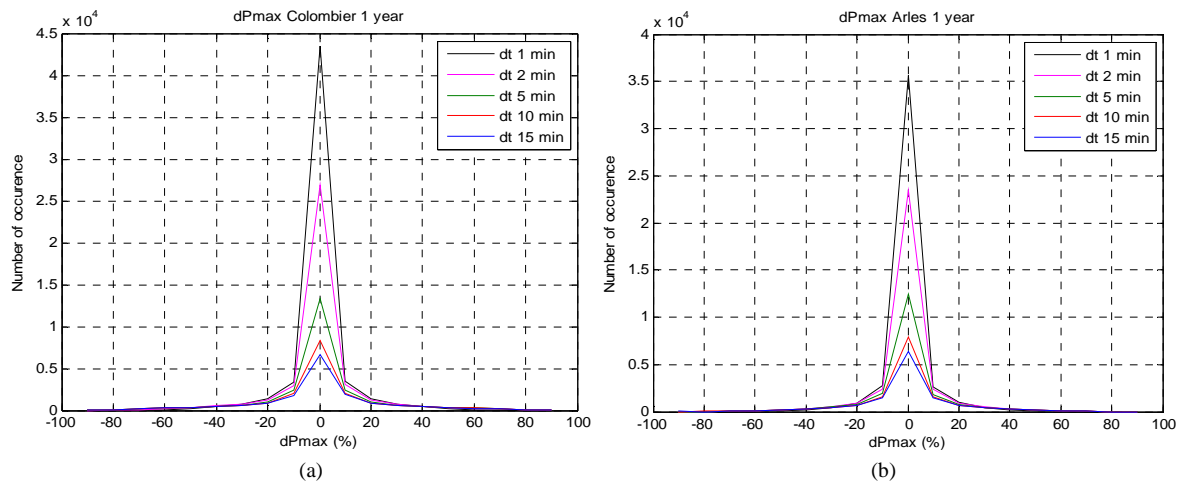 dPmax Colombier 1 year
x 10^4
4.5
4
3.5
3
2.5
2
1.5
1
0.5
0
Number of occurence
-100 -80 -60 -40 -20 0 20 40 60 80 100
dPmax (%)
dt 1 min
dt 2 min
dt 5 min
dt 10 min
dt 15 min
(a)
dPmax Arles 1 year
x 10^4
4
3.5
3
2.5
2
1.5
1
0.5
0
Number of occurence
-100 -80 -60 -40 -20 0 20 40 60 80 100
dPmax (%)
dt 1 min
dt 2 min
dt 5 min
dt 10 min
dt 15 min
(b)